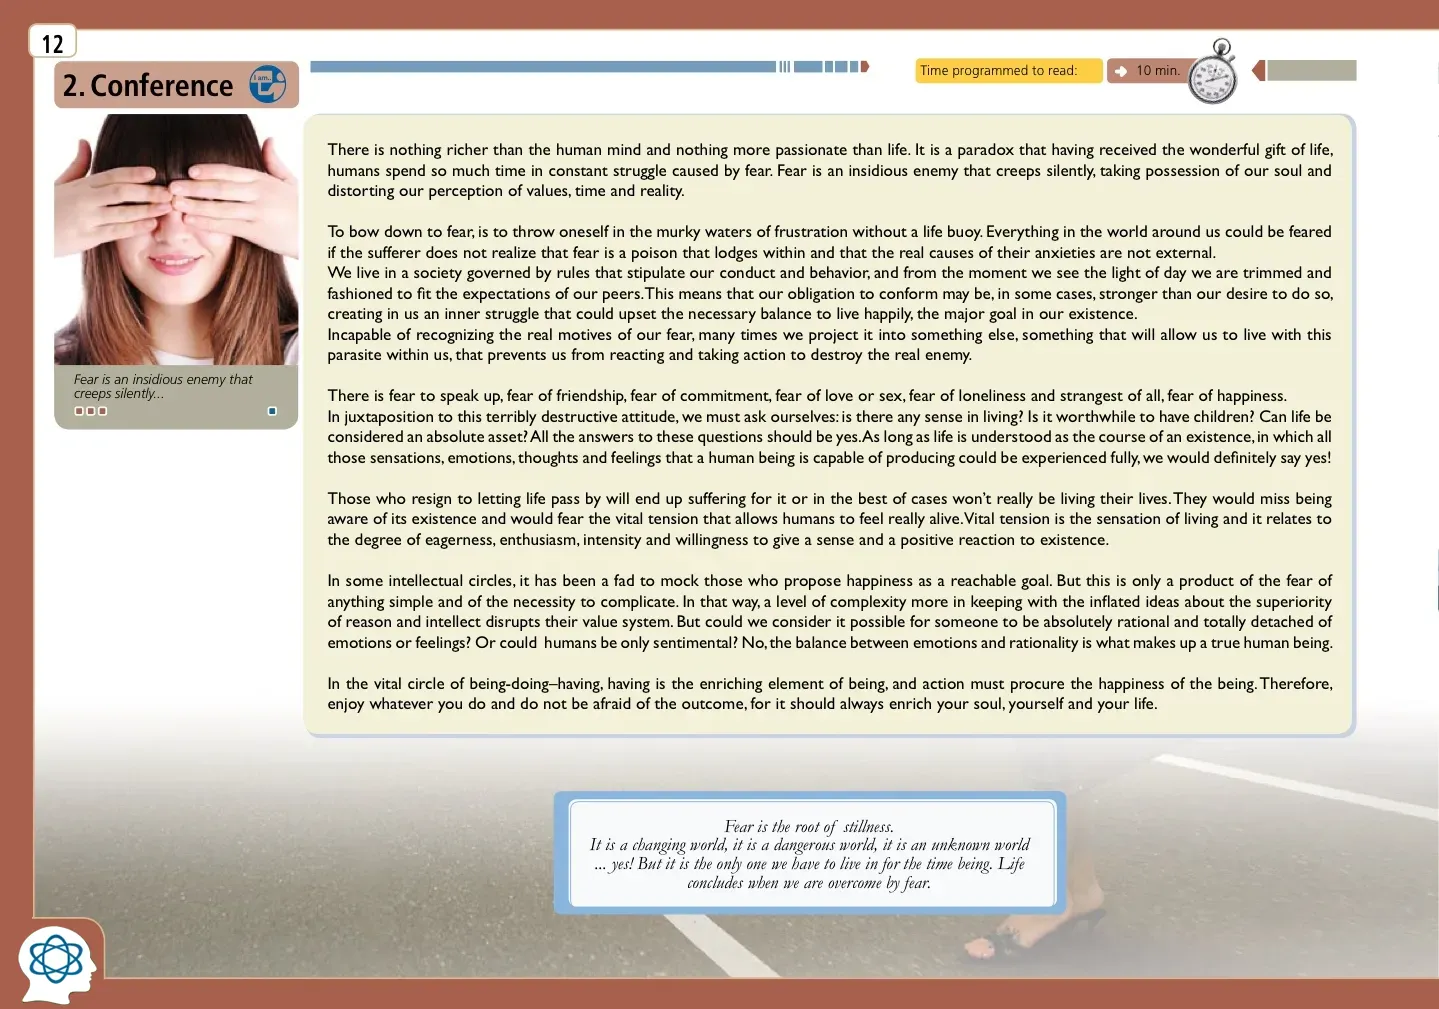 12
2. Conference
I am...
Time programmed to read:
10 min.
There is nothing richer than the human mind and nothing more passionate than life. It is a paradox that having received the wonderful gift of life,
humans spend so much time in constant struggle caused by fear. Fear is an insidious enemy that creeps silently, taking possession of our soul and
distorting our perception of values, time and reality.
To bow down to fear, is to throw oneself in the murky waters of frustration without a life buoy. Everything in the world around us could be feared
if the sufferer does not realize that fear is a poison that lodges within and that the real causes of their anxieties are not external.
We live in a society governed by rules that stipulate our conduct and behavior, and from the moment we see the light of day we are trimmed and
fashioned to fit the expectations of our peers. This means that our obligation to conform may be, in some cases, stronger than our desire to do so,
creating in us an inner struggle that could upset the necessary balance to live happily, the major goal in our existence.
Incapable of recognizing the real motives of our fear, many times we project it into something else, something that will allow us to live with this
parasite within us, that prevents us from reacting and taking action to destroy the real enemy.
There is fear to speak up, fear of friendship, fear of commitment, fear of love or sex, fear of loneliness and strangest of all, fear of happiness.
In juxtaposition to this terribly destructive attitude, we must ask ourselves: is there any sense in living? Is it worthwhile to have children? Can life be
considered an absolute asset? All the answers to these questions should be yes. As long as life is understood as the course of an existence, in which all
those sensations, emotions, thoughts and feelings that a human being is capable of producing could be experienced fully, we would definitely say yes!
Those who resign to letting life pass by will end up suffering for it or in the best of cases won't really be living their lives. They would miss being
aware of its existence and would fear the vital tension that allows humans to feel really alive. Vital tension is the sensation of living and it relates to
the degree of eagerness, enthusiasm, intensity and willingness to give a sense and a positive reaction to existence.
In some intellectual circles, it has been a fad to mock those who propose happiness as a reachable goal. But this is only a product of the fear of
anything simple and of the necessity to complicate. In that way, a level of complexity more in keeping with the inflated ideas about the superiority
of reason and intellect disrupts their value system. But could we consider it possible for someone to be absolutely rational and totally detached of
emotions or feelings? Or could humans be only sentimental? No, the balance between emotions and rationality is what makes up a true human being.
In the vital circle of being-doing–having, having is the enriching element of being, and action must procure the happiness of the being. Therefore,
enjoy whatever you do and do not be afraid of the outcome, for it should always enrich your soul, yourself and your life.
Fear is an insidious enemy that
creeps silently...
Fear is the root of stillness.
It is a changing world, it is a dangerous world, it is an unknown world
... yes! But it is the only one we have to live in for the time being. Life
concludes when we are overcome by fear.